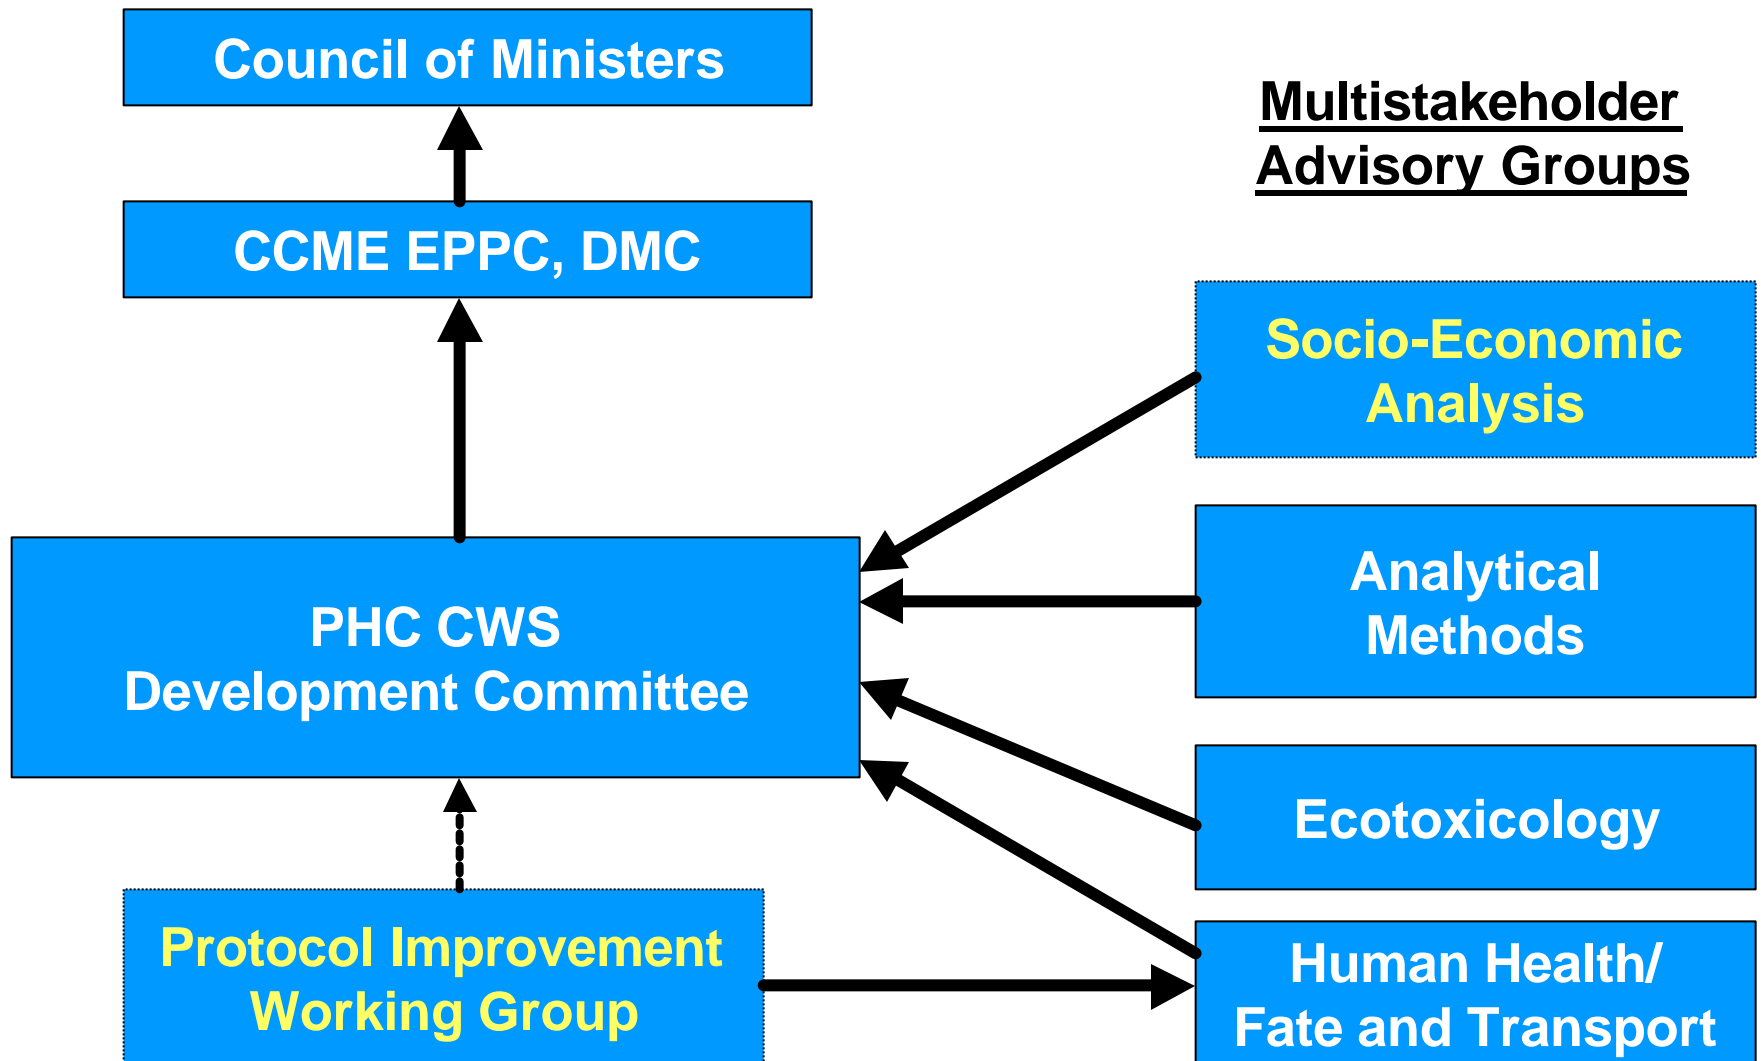 Council of Ministers
Multistakeholder
Advisory Groups
CCME EPPC, DMC
Socio-Economic
Analysis
Analytical
Methods
PHC CWS
Development Committee
Ecotoxicology
Protocol Improvement
Working Group
Human Health/
Fate and Transport